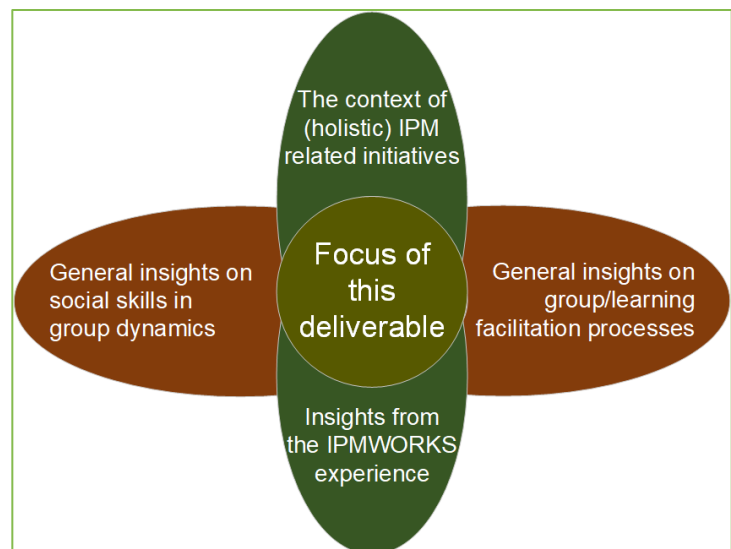 The context of
(holistic) IPM
related initiatives
General insights on
social skills in
group dynamics
Focus of
this
deliverable
General insights on
group/learning
facilitation processes
Insights from
the IPMWORKS
experience